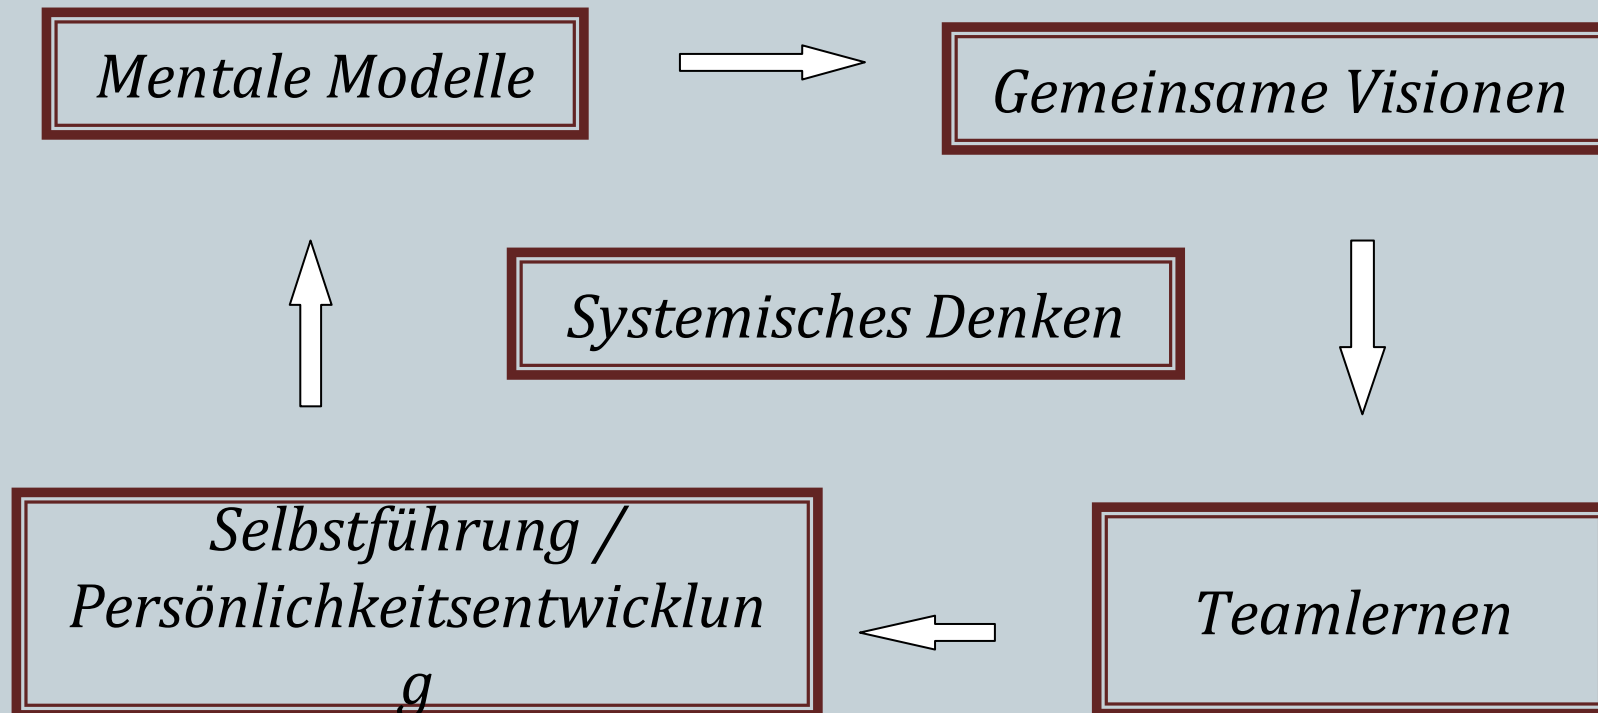 Mentale Modelle
Gemeinsame Visionen
Systemisches Denken
Selbstführung /
Persönlichkeitsentwicklun
g
Teamlernen